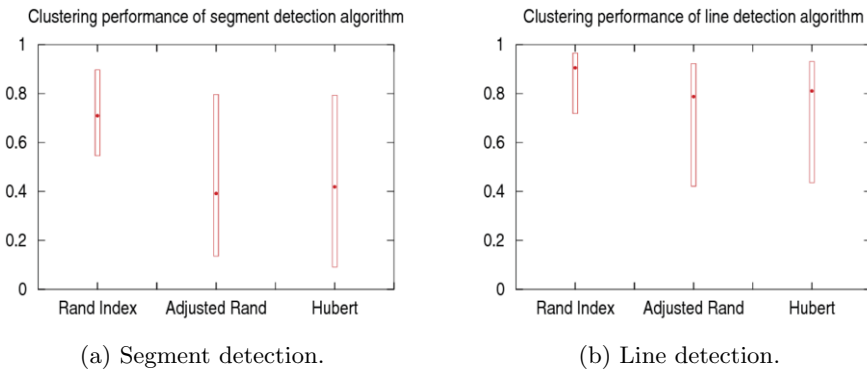 Clustering performance of segment detection algorithm
1
0.8
0.6
0.4
0.2
0
Rand Index Adjusted Rand Hubert
(a) Segment detection.
Clustering performance of line detection algorithm
1
0.8
0.6
0.4
0.2
0
Rand Index Adjusted Rand Hubert
(b) Line detection.